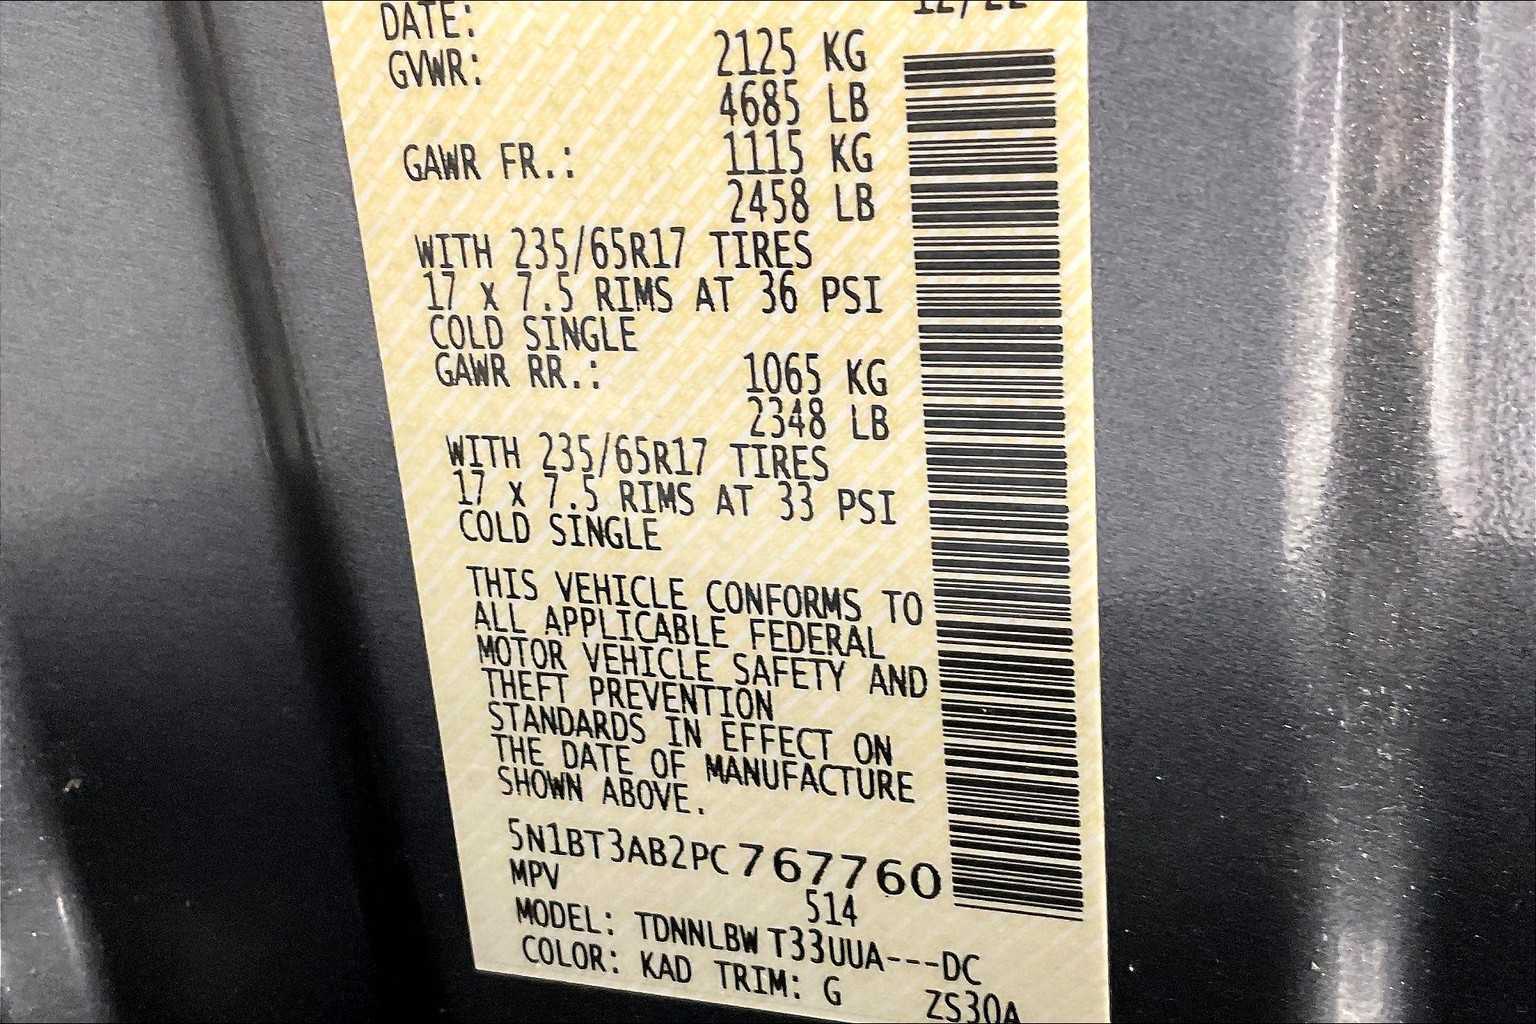 DATE: 12/22
GVWR: 2125 KG
4685 LB
GAWR FR.: 1115 KG
2458 LB
WITH 235/65R17 TIRES
17 x 7.5 RIMS AT 36 PSI
COLD SINGLE
GAWR RR.: 1065 KG
2348 LB
WITH 235/65R17 TIRES
17 x 7.5 RIMS AT 33 PSI
COLD SINGLE
THIS VEHICLE CONFORMS TO
ALL APPLICABLE FEDERAL
MOTOR VEHICLE SAFETY AND
THEFT PREVENTION
STANDARDS IN EFFECT ON
THE DATE OF MANUFACTURE
SHOWN ABOVE.
5N1BT3AB2PC767760
MPV 514
MODEL: TDNNLBW T33UUA---DC
COLOR: KAD TRIM: G ZS30A